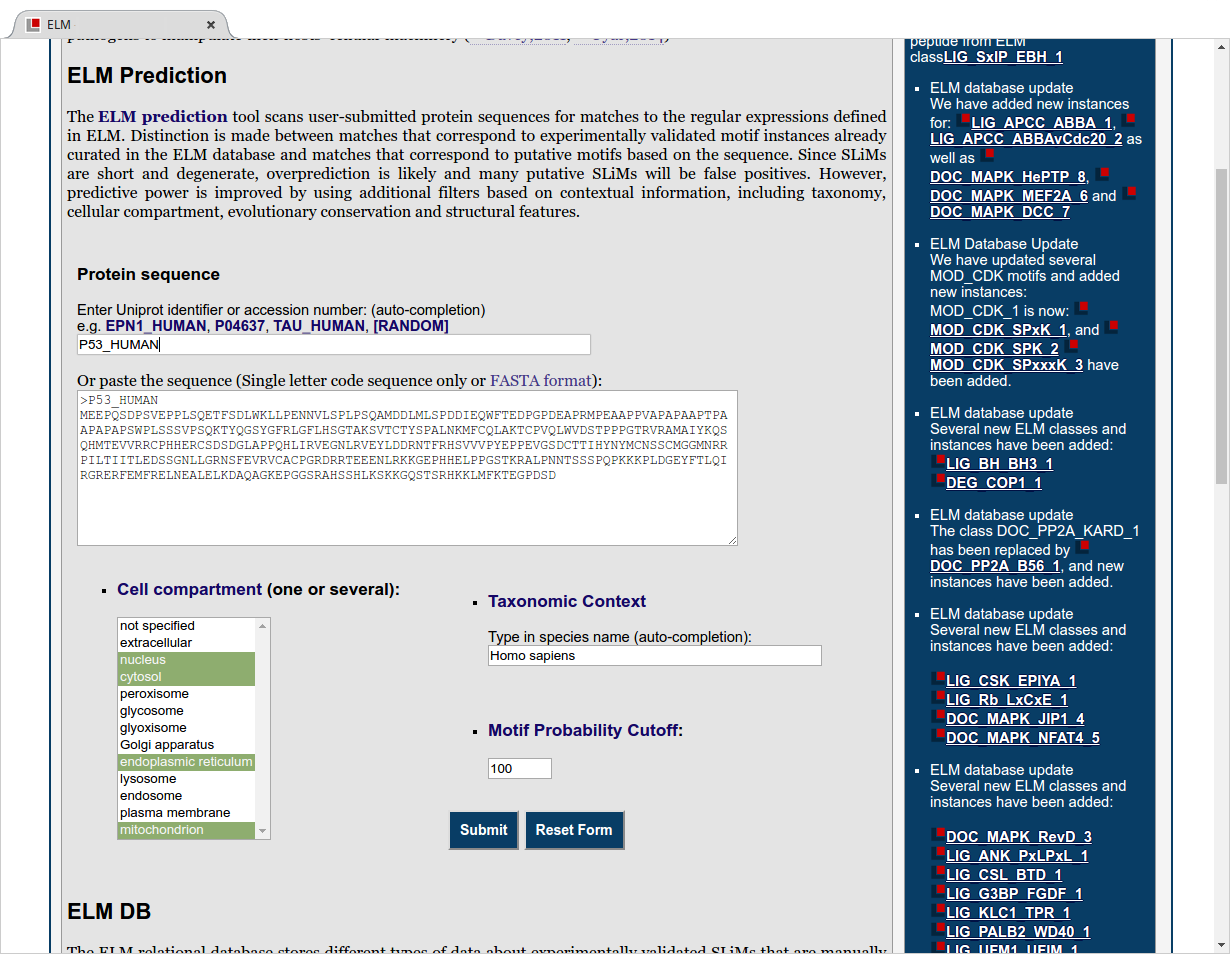 ELM
ELM Prediction
The ELM prediction tool scans user-submitted protein sequences for matches to the regular expressions defined
in ELM. Distinction is made between matches that correspond to experimentally validated motif instances already
curated in the ELM database and matches that correspond to putative motifs based on the sequence. Since SLiMs
are short and degenerate, overprediction is likely and many putative SLiMs will be false positives. However,
predictive power is improved by using additional filters based on contextual information, including taxonomy,
cellular compartment, evolutionary conservation and structural features.
Protein sequence
Enter Uniprot identifier or accession number: (auto-completion)
e.g. EPN1_HUMAN, P04637, TAU_HUMAN, [RANDOM]
P53_HUMAN
Or paste the sequence (Single letter code sequence only or FASTA format):
>P53_HUMAN
MEEPQSDPSVEPPLSQETFSDLWKLLPENNVLSPLPSQAMDDLMLSPDDIEQWFTEDPGPDEAPRMPEAAPPVAPAPAAPTPA
APAPAPSWPLSSSVPSQKTYQGSYGFRLGFLHSGTAKSVTCTYSPALNKMFCQLAKTCPVQLWVDSTPPPGTRVRAMAIYKQS
QHMTEVVRRCPHHERCSDSDGLAPPQHLIRVEGNLRVEYLDDRNTFRHSVVVPYEPPEVGSDCTTIHYNYMCNSSCMGGMNRR
PILTIITLEDSSGNLLGRNSFEVRVCACPGRDRRTEEENLRKKGEPHHELPPGSTKRALPNNTSSSPQPKKKPLDGEYFTLQI
RGRERFEMFRELNEALELKDAQAGKEPGGSRAHSSHLKSKKGQSTSRHKKLMFKTEGPDSD
Cell compartment (one or several):
not specified
extracellular
nucleus
cytosol
peroxisome
glycosome
glyoxisome
Golgi apparatus
endoplasmic reticulum
lysosome
endosome
plasma membrane
mitochondrion
Taxonomic Context
Type in species name (auto-completion):
Homo sapiens
Motif Probability Cutoff:
100
Submit Reset Form
ELM DB
The ELM relational database stores different types of data about experimentally validated SLiMs that are manually
peptide from ELM
classLIG_SxIP_EBH_1
ELM database update
We have added new instances
for: LIG_APCC_ABBA_1,
LIG_APCC_ABBAvCdc20_2 as
well as
DOC_MAPK_HePTP_8,
DOC_MAPK_MEF2A_6 and
DOC_MAPK_DCC_7
ELM Database Update
We have updated several
MOD_CDK motifs and added
new instances:
MOD_CDK_1 is now:
MOD_CDK_SPxK_1, and
MOD_CDK_SPK_2
MOD_CDK_SPxxxK_3 have
been added.
ELM database update
Several new ELM classes and
instances have been added:
LIG_BH_BH3_1
DEG_COP1_1
ELM database update
The class DOC_PP2A_KARD_1
has been replaced by
DOC_PP2A_B56_1, and new
instances have been added.
ELM database update
Several new ELM classes and
instances have been added:
LIG_CSK_EPIYA_1
LIG_Rb_LxCxE_1
DOC_MAPK_JIP1_4
DOC_MAPK_NFAT4_5
ELM database update
Several new ELM classes and
instances have been added:
DOC_MAPK_RevD_3
LIG_ANK_PxLPxL_1
LIG_CSL_BTD_1
LIG_G3BP_FGDF_1
LIG_KLC1_TPR_1
LIG_PALB2_WD40_1
LIG_UFM1_UFIM_1